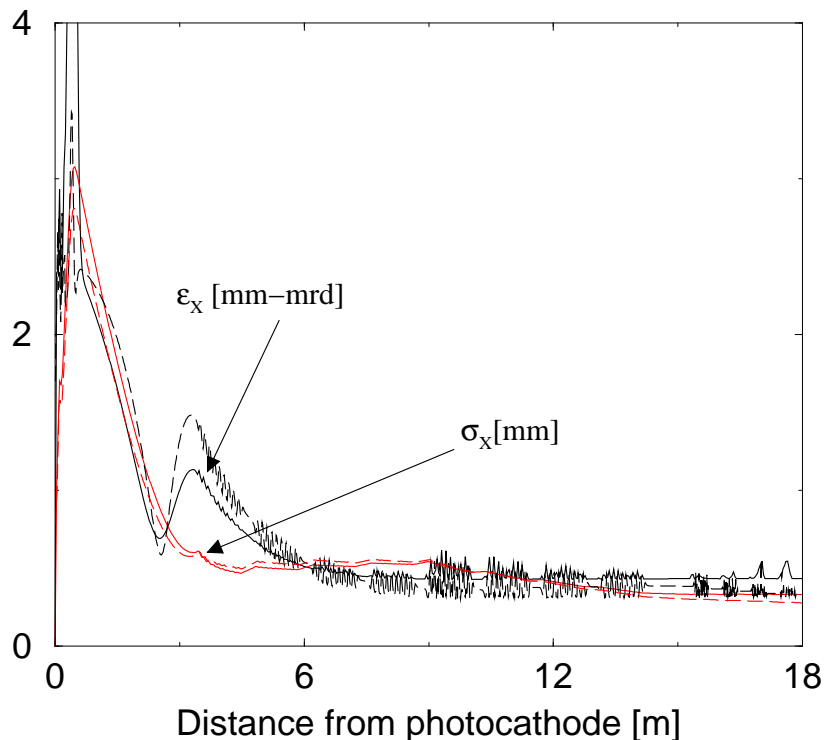 4
2
0
εX [mm−mrd]
σX[mm]
0 6 12 18
Distance from photocathode [m]